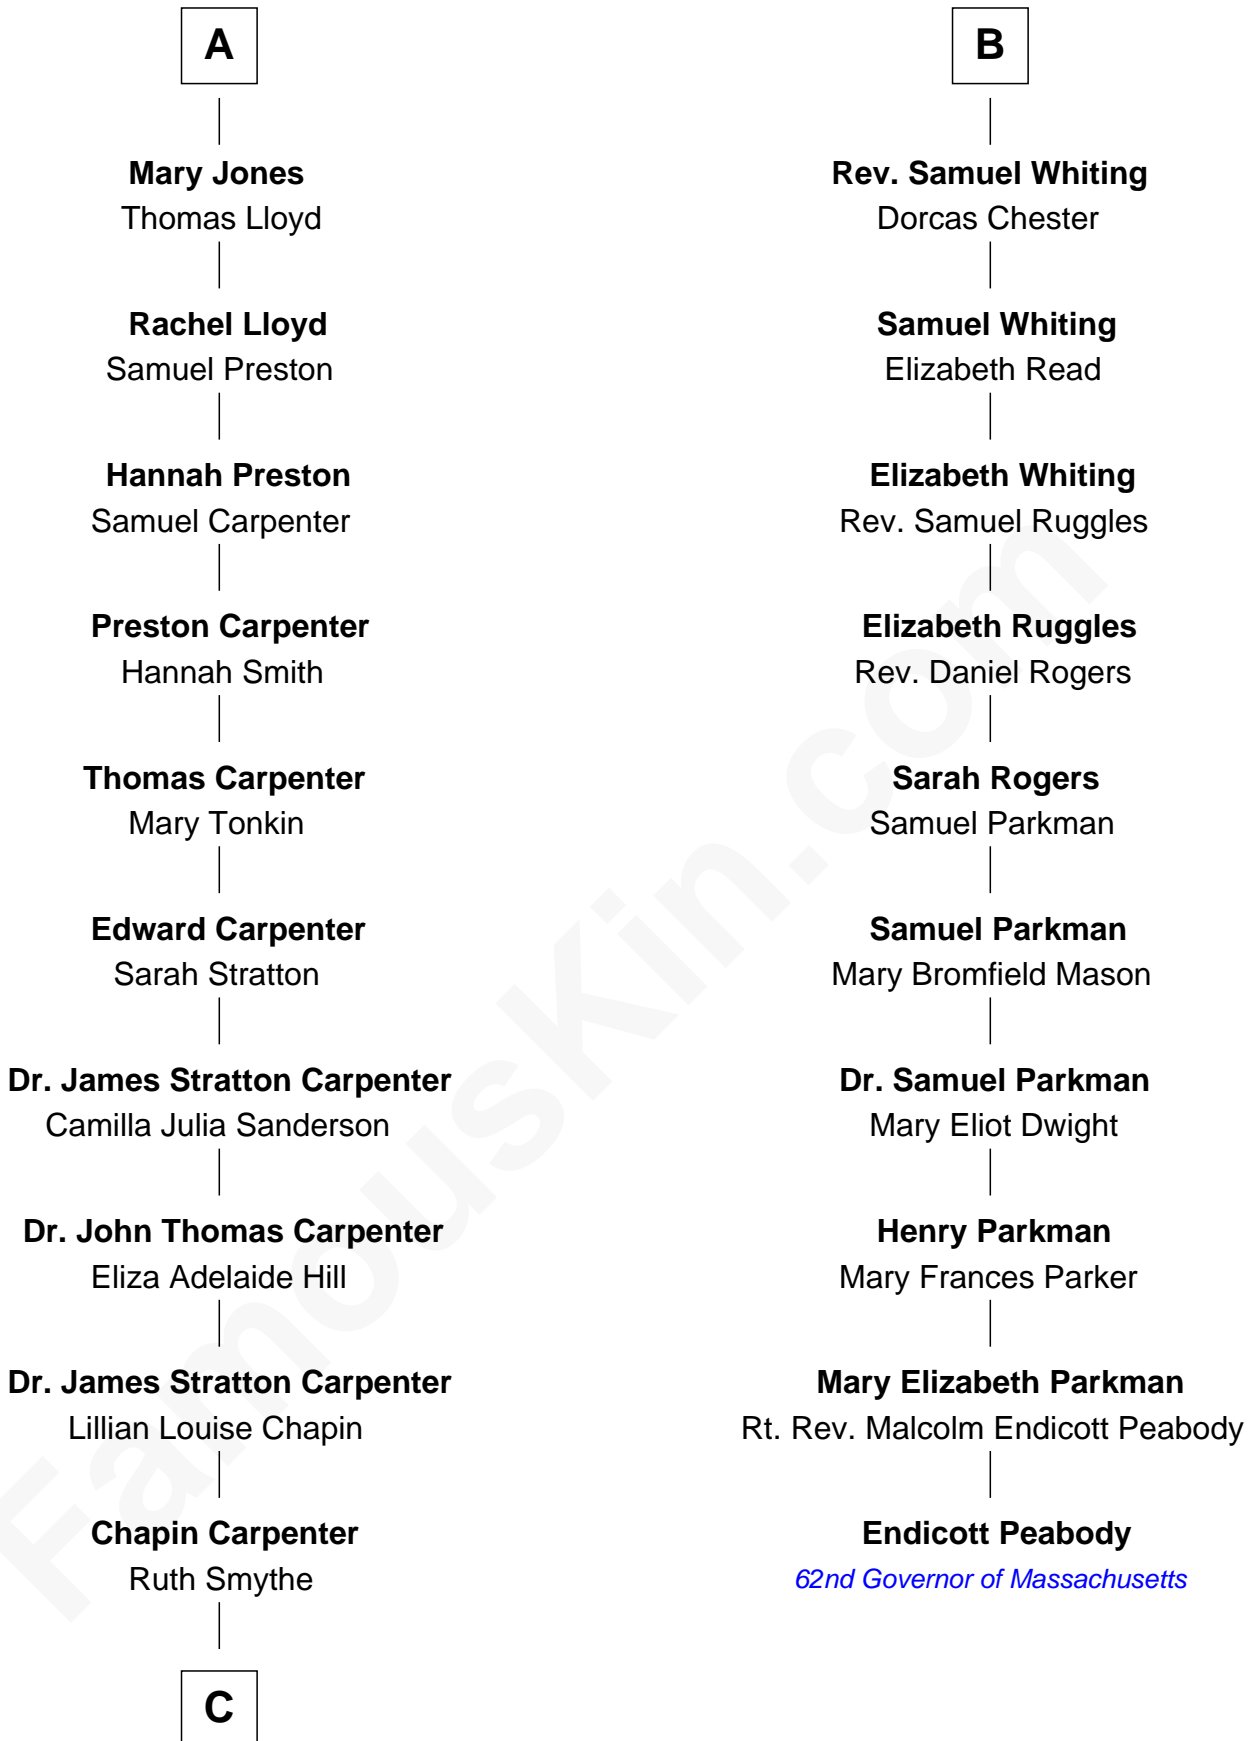 A
Mary Jones
Thomas Lloyd
Rachel Lloyd
Samuel Preston
Hannah Preston
Samuel Carpenter
Preston Carpenter
Hannah Smith
Thomas Carpenter
Mary Tonkin
Edward Carpenter
Sarah Stratton
Dr. James Stratton Carpenter
Camilla Julia Sanderson
Dr. John Thomas Carpenter
Eliza Adelaide Hill
Dr. James Stratton Carpenter
Lillian Louise Chapin
Chapin Carpenter
Ruth Smythe
C
B
Rev. Samuel Whiting
Dorcas Chester
Samuel Whiting
Elizabeth Read
Elizabeth Whiting
Rev. Samuel Ruggles
Elizabeth Ruggles
Rev. Daniel Rogers
Sarah Rogers
Samuel Parkman
Samuel Parkman
Mary Bromfield Mason
Dr. Samuel Parkman
Mary Eliot Dwight
Henry Parkman
Mary Frances Parker
Mary Elizabeth Parkman
Rt. Rev. Malcolm Endicott Peabody
Endicott Peabody
62nd Governor of Massachusetts
FamousKin.com